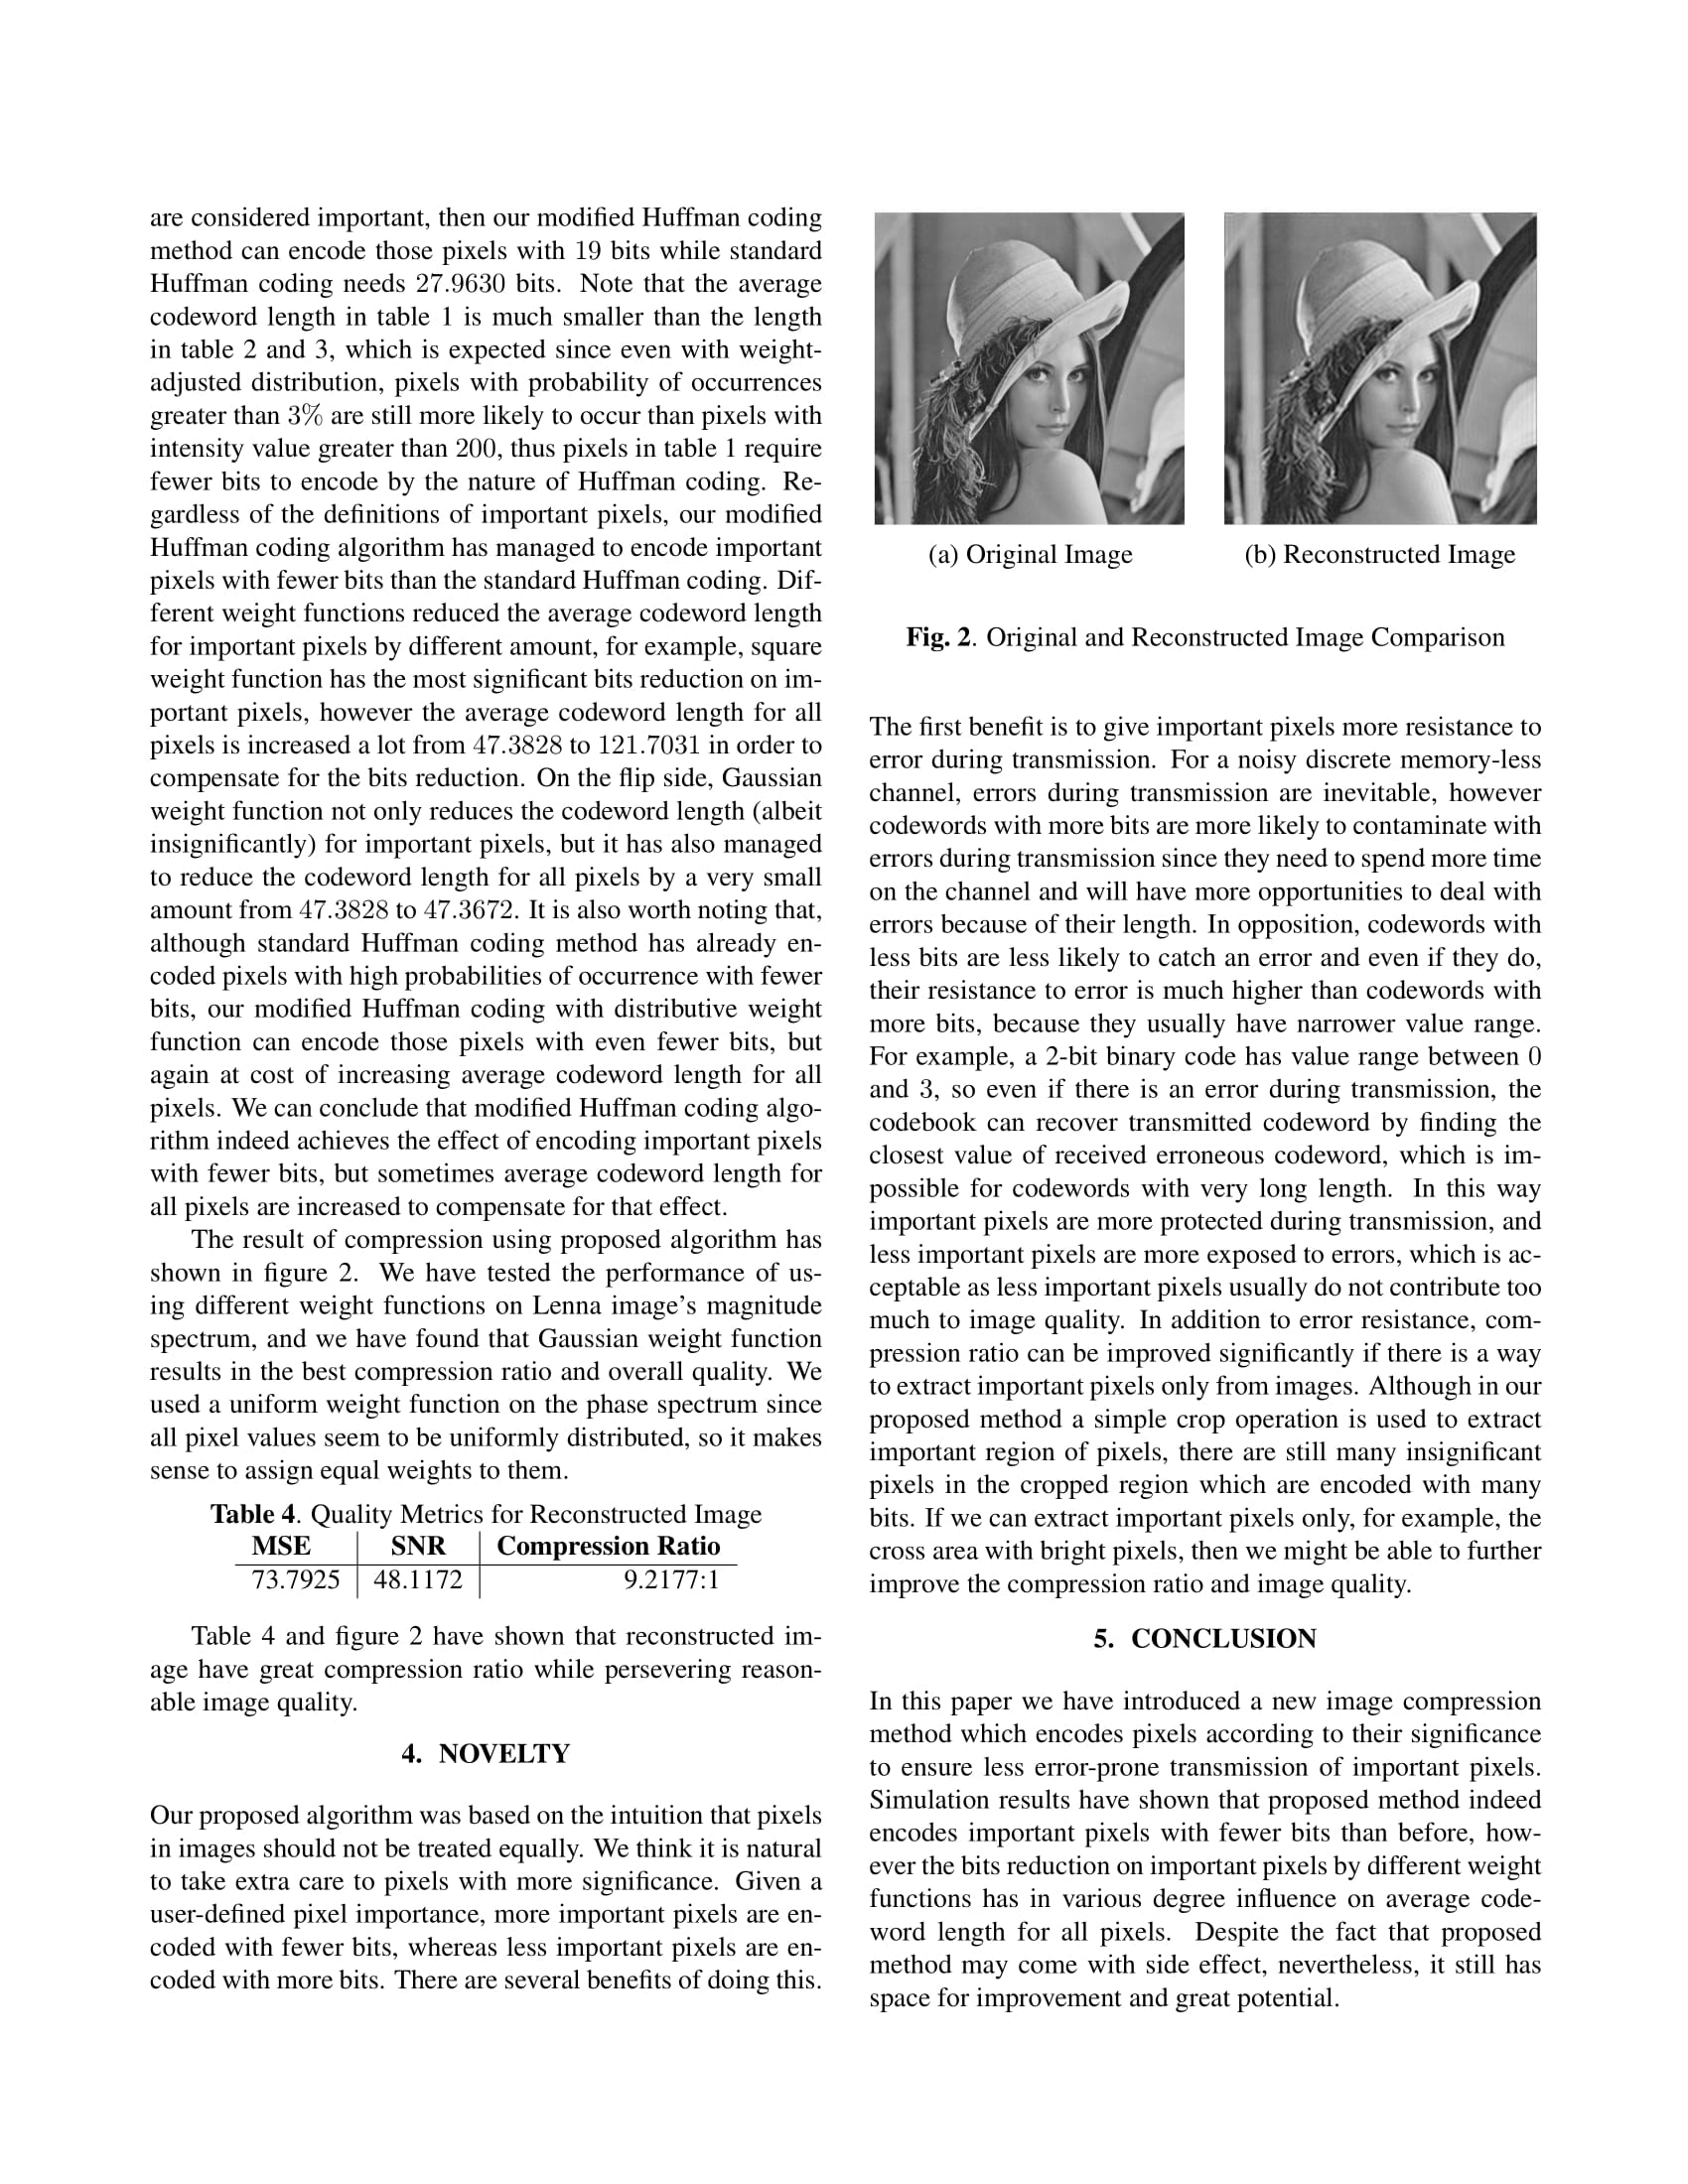 are considered important, then our modified Huffman coding
method can encode those pixels with 19 bits while standard
Huffman coding needs 27.9630 bits. Note that the average
codeword length in table 1 is much smaller than the length
in table 2 and 3, which is expected since even with weight-
adjusted distribution, pixels with probability of occurrences
greater than 3% are still more likely to occur than pixels with
intensity value greater than 200, thus pixels in table 1 require
fewer bits to encode by the nature of Huffman coding. Re-
gardless of the definitions of important pixels, our modified
Huffman coding algorithm has managed to encode important
pixels with fewer bits than the standard Huffman coding. Dif-
ferent weight functions reduced the average codeword length
for important pixels by different amount, for example, square
weight function has the most significant bits reduction on im-
portant pixels, however the average codeword length for all
pixels is increased a lot from 47.3828 to 121.7031 in order to
compensate for the bits reduction. On the flip side, Gaussian
weight function not only reduces the codeword length (albeit
insignificantly) for important pixels, but it has also managed
to reduce the codeword length for all pixels by a very small
amount from 47.3828 to 47.3672. It is also worth noting that,
although standard Huffman coding method has already en-
coded pixels with high probabilities of occurrence with fewer
bits, our modified Huffman coding with distributive weight
function can encode those pixels with even fewer bits, but
again at cost of increasing average codeword length for all
pixels. We can conclude that modified Huffman coding algo-
rithm indeed achieves the effect of encoding important pixels
with fewer bits, but sometimes average codeword length for
all pixels are increased to compensate for that effect.
The result of compression using proposed algorithm has
shown in figure 2. We have tested the performance of us-
ing different weight functions on Lenna image's magnitude
spectrum, and we have found that Gaussian weight function
results in the best compression ratio and overall quality. We
used a uniform weight function on the phase spectrum since
all pixel values seem to be uniformly distributed, so it makes
sense to assign equal weights to them.
Table 4. Quality Metrics for Reconstructed Image
MSE SNR Compression Ratio
73.7925 48.1172 9.2177:1
Table 4 and figure 2 have shown that reconstructed im-
age have great compression ratio while persevering reason-
able image quality.
4. NOVELTY
Our proposed algorithm was based on the intuition that pixels
in images should not be treated equally. We think it is natural
to take extra care to pixels with more significance. Given a
user-defined pixel importance, more important pixels are en-
coded with fewer bits, whereas less important pixels are en-
coded with more bits. There are several benefits of doing this.
(a) Original Image
(b) Reconstructed Image
Fig. 2. Original and Reconstructed Image Comparison
The first benefit is to give important pixels more resistance to
error during transmission. For a noisy discrete memory-less
channel, errors during transmission are inevitable, however
codewords with more bits are more likely to contaminate with
errors during transmission since they need to spend more time
on the channel and will have more opportunities to deal with
errors because of their length. In opposition, codewords with
less bits are less likely to catch an error and even if they do,
their resistance to error is much higher than codewords with
more bits, because they usually have narrower value range.
For example, a 2-bit binary code has value range between 0
and 3, so even if there is an error during transmission, the
codebook can recover transmitted codeword by finding the
closest value of received erroneous codeword, which is im-
possible for codewords with very long length. In this way
important pixels are more protected during transmission, and
less important pixels are more exposed to errors, which is ac-
ceptable as less important pixels usually do not contribute too
much to image quality. In addition to error resistance, com-
pression ratio can be improved significantly if there is a way
to extract important pixels only from images. Although in our
proposed method a simple crop operation is used to extract
important region of pixels, there are still many insignificant
pixels in the cropped region which are encoded with many
bits. If we can extract important pixels only, for example, the
cross area with bright pixels, then we might be able to further
improve the compression ratio and image quality.
5. CONCLUSION
In this paper we have introduced a new image compression
method which encodes pixels according to their significance
to ensure less error-prone transmission of important pixels.
Simulation results have shown that proposed method indeed
encodes important pixels with fewer bits than before, how-
ever the bits reduction on important pixels by different weight
functions has in various degree influence on average code-
word length for all pixels. Despite the fact that proposed
method may come with side effect, nevertheless, it still has
space for improvement and great potential.